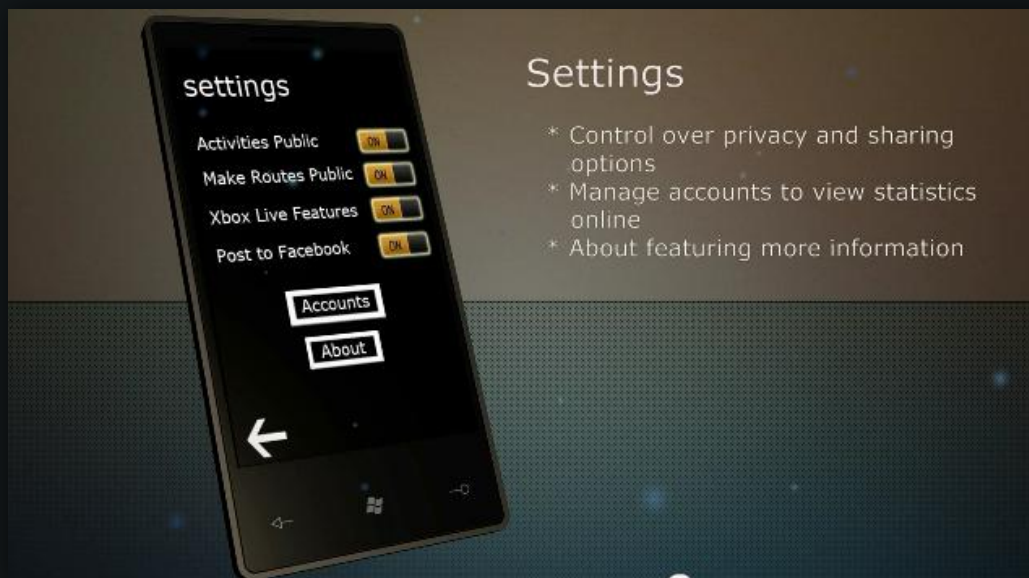 settings
Activities Public ON
Make Routes Public ON
Xbox Live Features ON
Post to Facebook ON
Accounts
About
Settings
* Control over privacy and sharing
options
* Manage accounts to view statistics
online
* About featuring more information